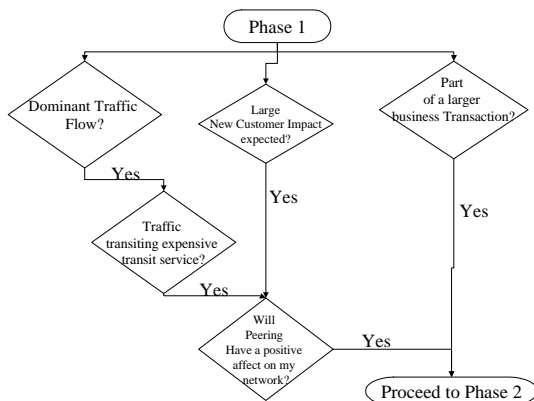 Phase 1
Dominant Traffic
Flow?
Large
New Customer Impact
expected?
Part
of a larger
business Transaction?
Yes
Traffic
transiting expensive
transit service?
Yes
Yes
Yes
Will
Peering
Have a positive
affect on my
network?
Yes
Proceed to Phase 2